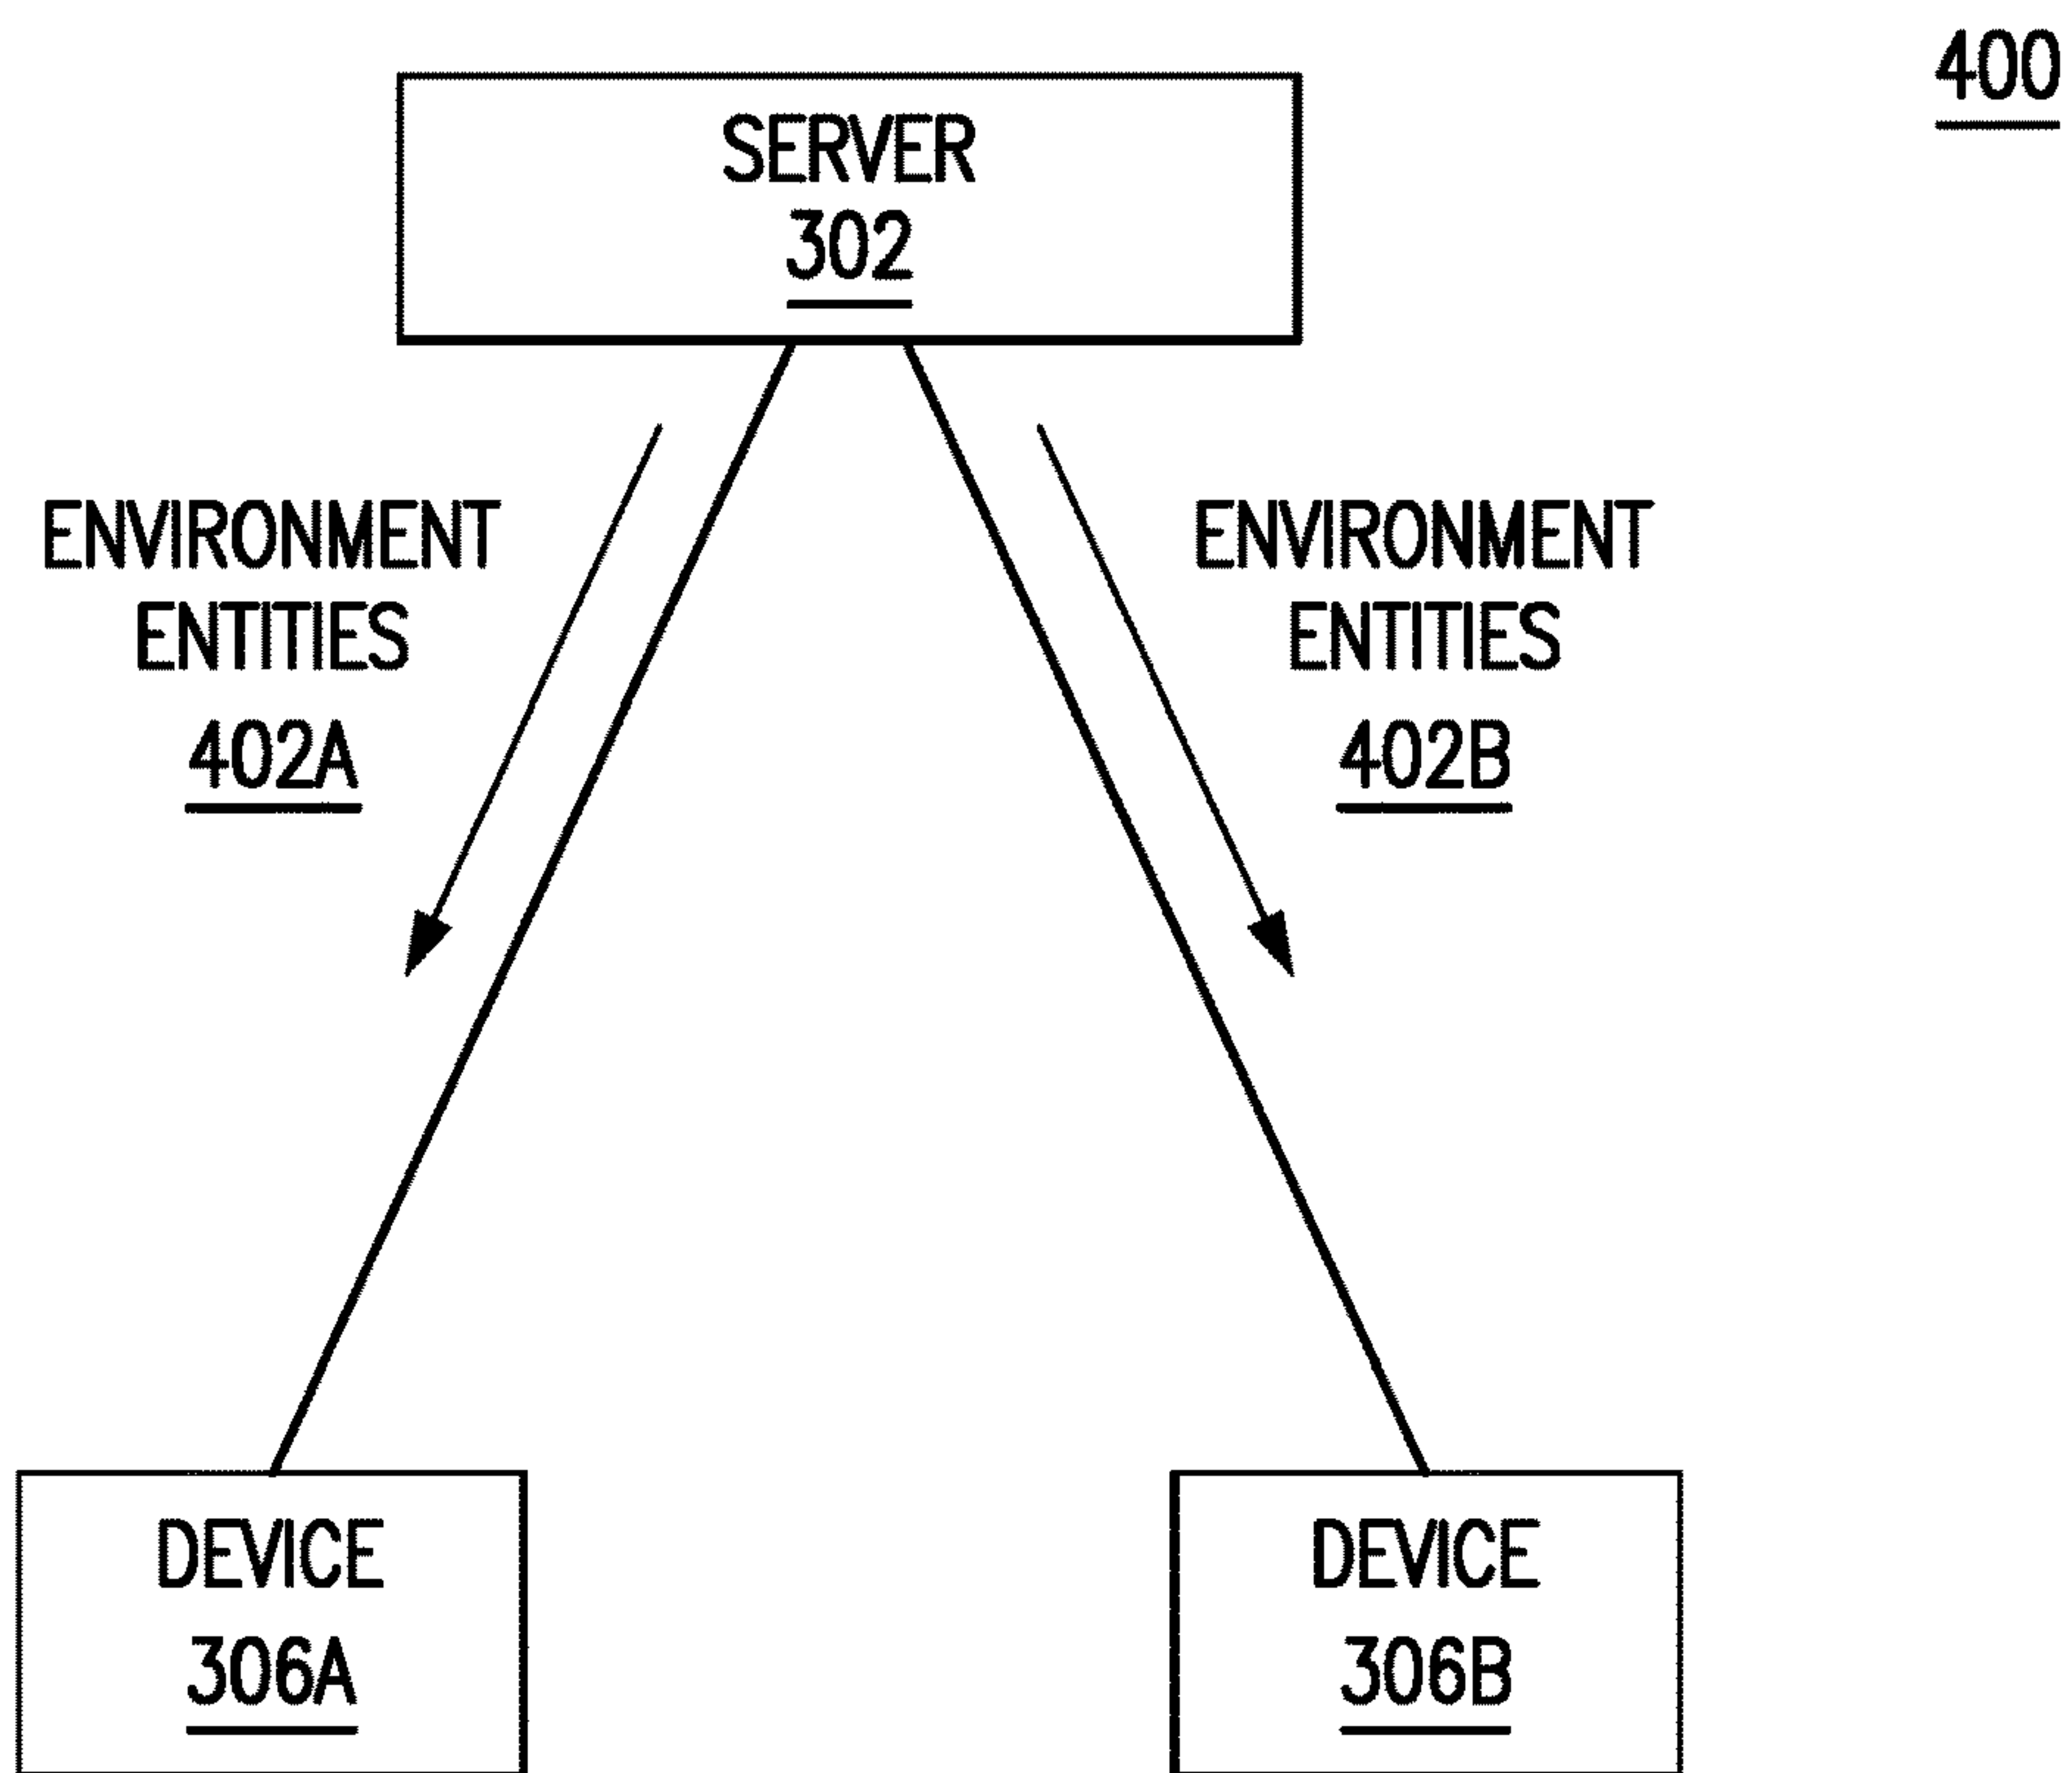 400
SERVER
302
ENVIRONMENT
ENTITIES
402A
ENVIRONMENT
ENTITIES
402B
DEVICE
306A
DEVICE
306B